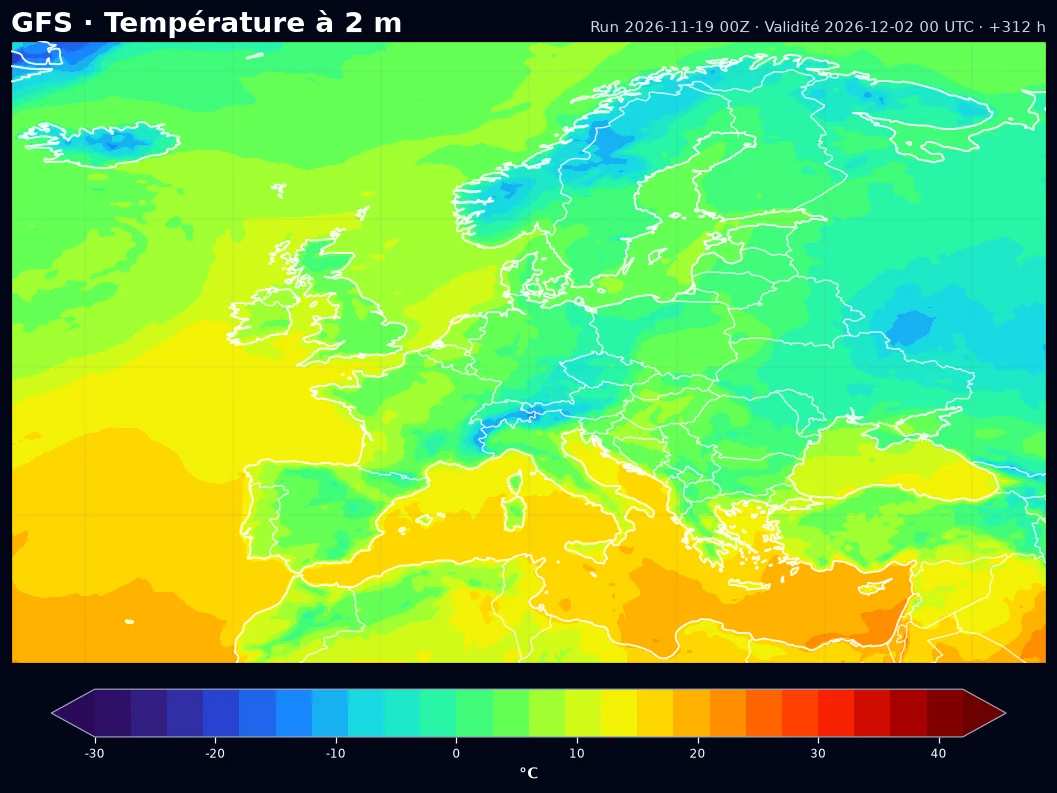 GFS · Température à 2 m
Run 2026-11-19 00Z · Validité 2026-12-02 00 UTC · +312 h
-30 -20 -10 0 10 20 30 40
°C